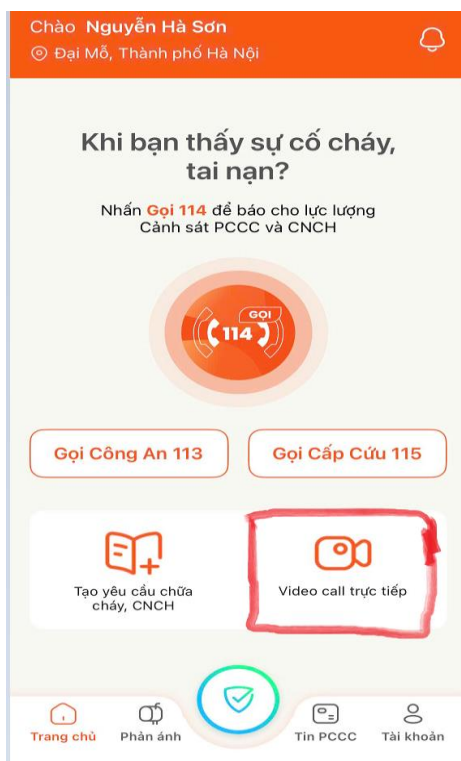 Chào Nguyễn Hà Sơn
Đại Mỗ, Thành phố Hà Nội
Khi bạn thấy sự cố cháy,
tai nạn?
Nhấn Gọi 114 để báo cho lực lượng
Cảnh sát PCCC và CNCH
GỌI
114
Gọi Công An 113
Gọi Cấp Cứu 115
Tạo yêu cầu chữa
cháy, CNCH
Video call trực tiếp
Trang chủ
Phản ánh
Tin PCCC
Tài khoản